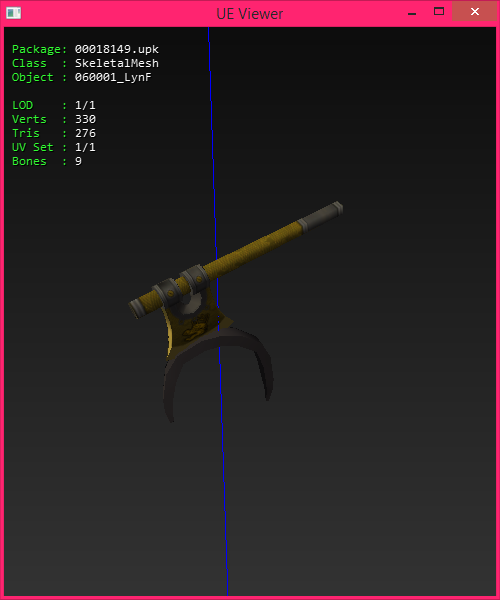 UE Viewer
Package: 00018149.upk
Class  : SkeletalMesh
Object : 060001_LynF
LOD    : 1/1
Verts  : 330
Tris   : 276
UV Set : 1/1
Bones  : 9